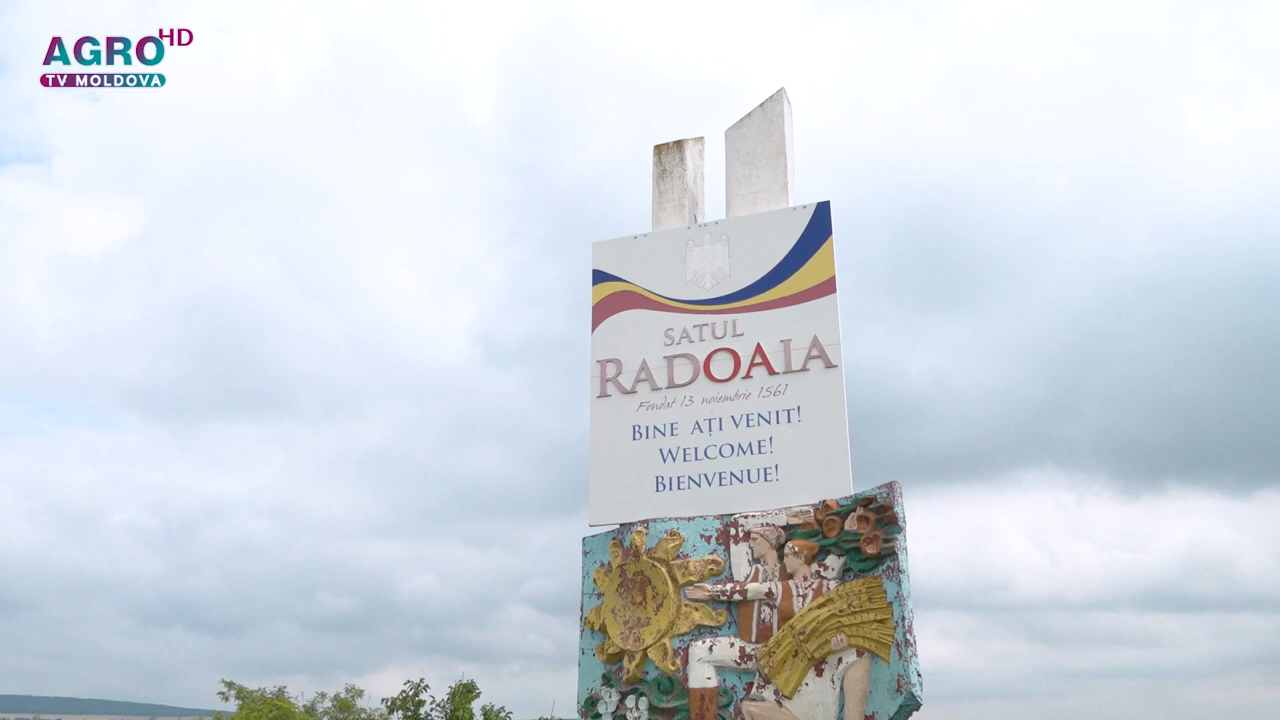 AGRO HD
TV MOLDOVA
SATUL
RADOAIA
Fondat 13 noiembrie 1561
BINE AȚI VENIT!
WELCOME!
BIENVENUE!